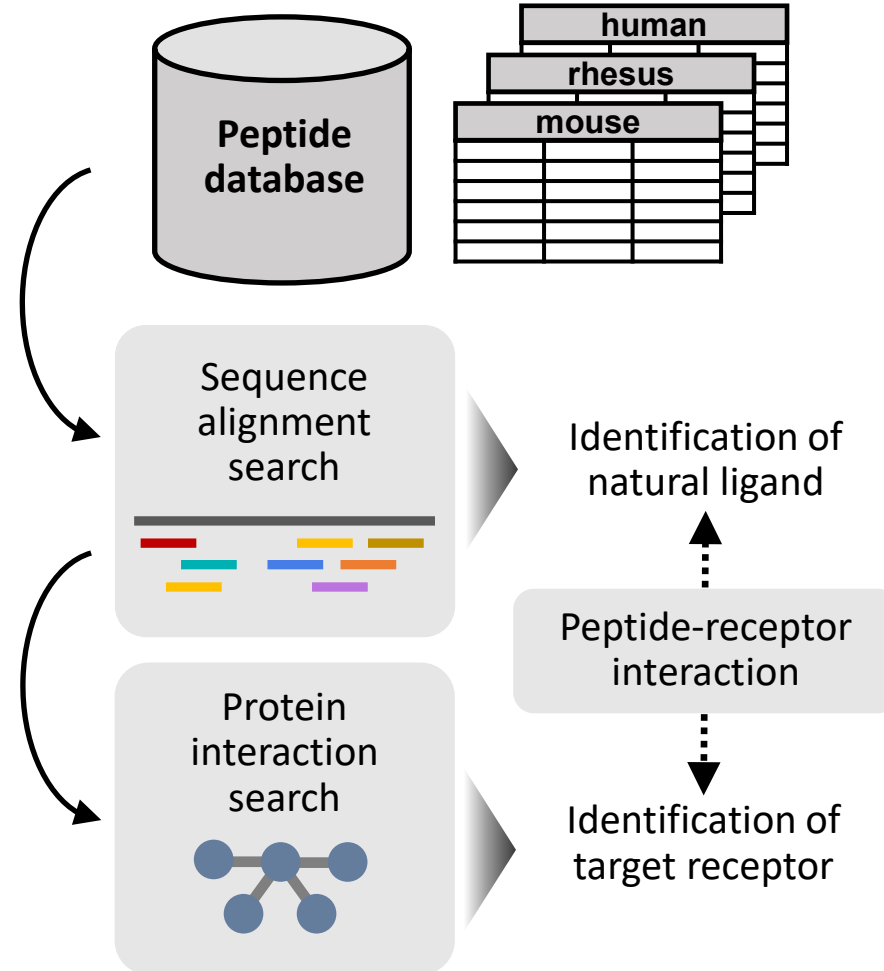 Peptide
database
human
rhesus
mouse
Sequence
alignment
search
Identification of
natural ligand
Peptide-receptor
interaction
Protein
interaction
search
Identification of
target receptor